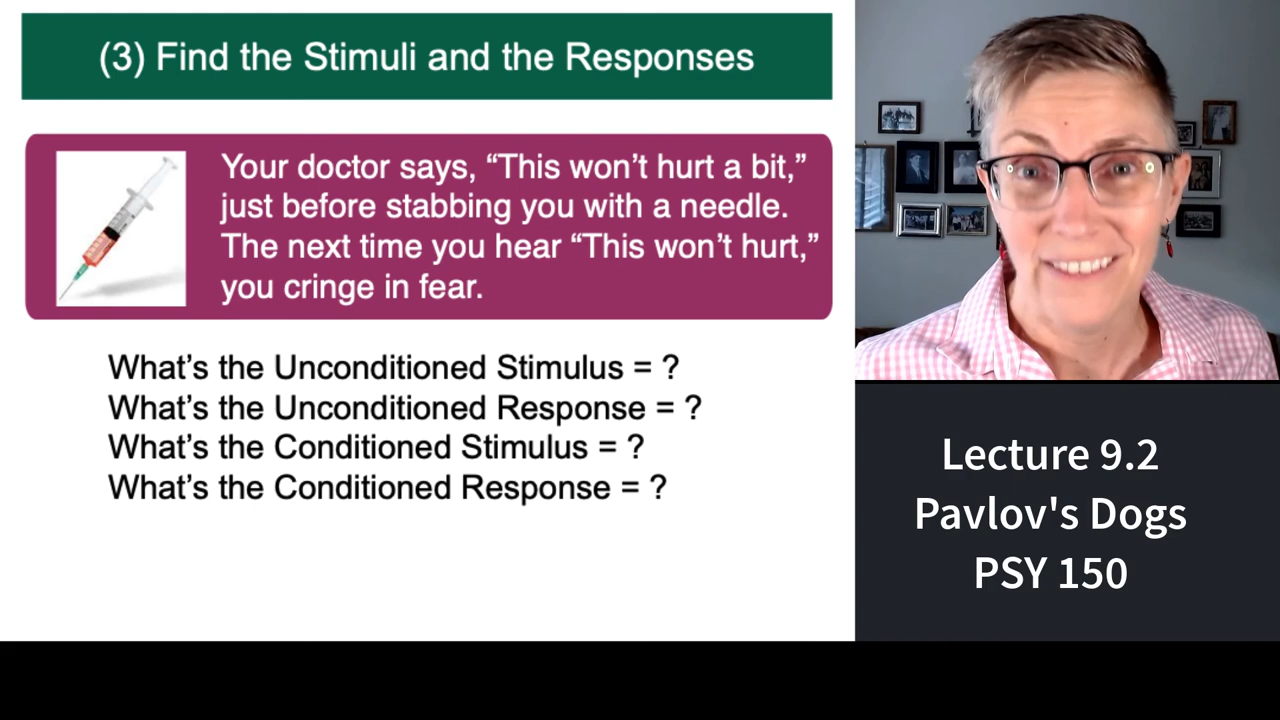 (3) Find the Stimuli and the Responses
Your doctor says, “This won’t hurt a bit,”
just before stabbing you with a needle.
The next time you hear “This won’t hurt,”
you cringe in fear.
What’s the Unconditioned Stimulus = ?
What’s the Unconditioned Response = ?
What’s the Conditioned Stimulus = ?
What’s the Conditioned Response = ?
Lecture 9.2
Pavlov's Dogs
PSY 150